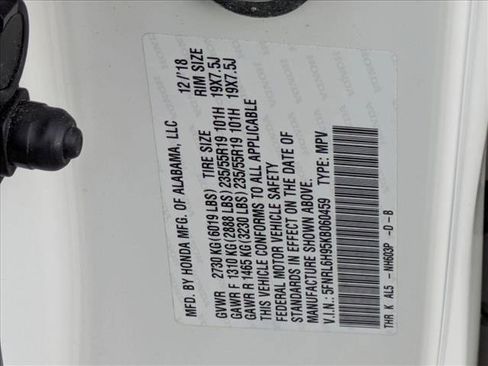 MFD. BY HONDA MFG. OF ALABAMA, LLC 12/'18
TIRE SIZE RIM SIZE
GVWR 2730 KG(6019 LBS)
GAWR F 1310 KG(2888 LBS) 235/55R19 101H 19X7.5J
GAWR R 1465 KG(3230 LBS) 235/55R19 101H 19X7.5J
THIS VEHICLE CONFORMS TO ALL APPLICABLE
FEDERAL MOTOR VEHICLE SAFETY
STANDARDS IN EFFECT ON THE DATE OF
MANUFACTURE SHOWN ABOVE.
V.I.N.: 5FNRL6H95KB060459 TYPE: MPV
THR K AL5 - NH603P -D -B